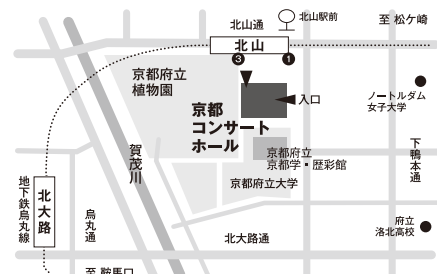 北山通
北山駅前
至 松ケ崎
北山
3
1
京都府立
植物園
入口
ノートルダム
女子大学
京都
コンサート
ホール
賀茂川
京都府立
京都学・歴彩館
下鴨本通
京都府立大学
地下鉄烏丸線
北大路
烏丸通
府立
洛北高校
北大路通
至 鞍馬口